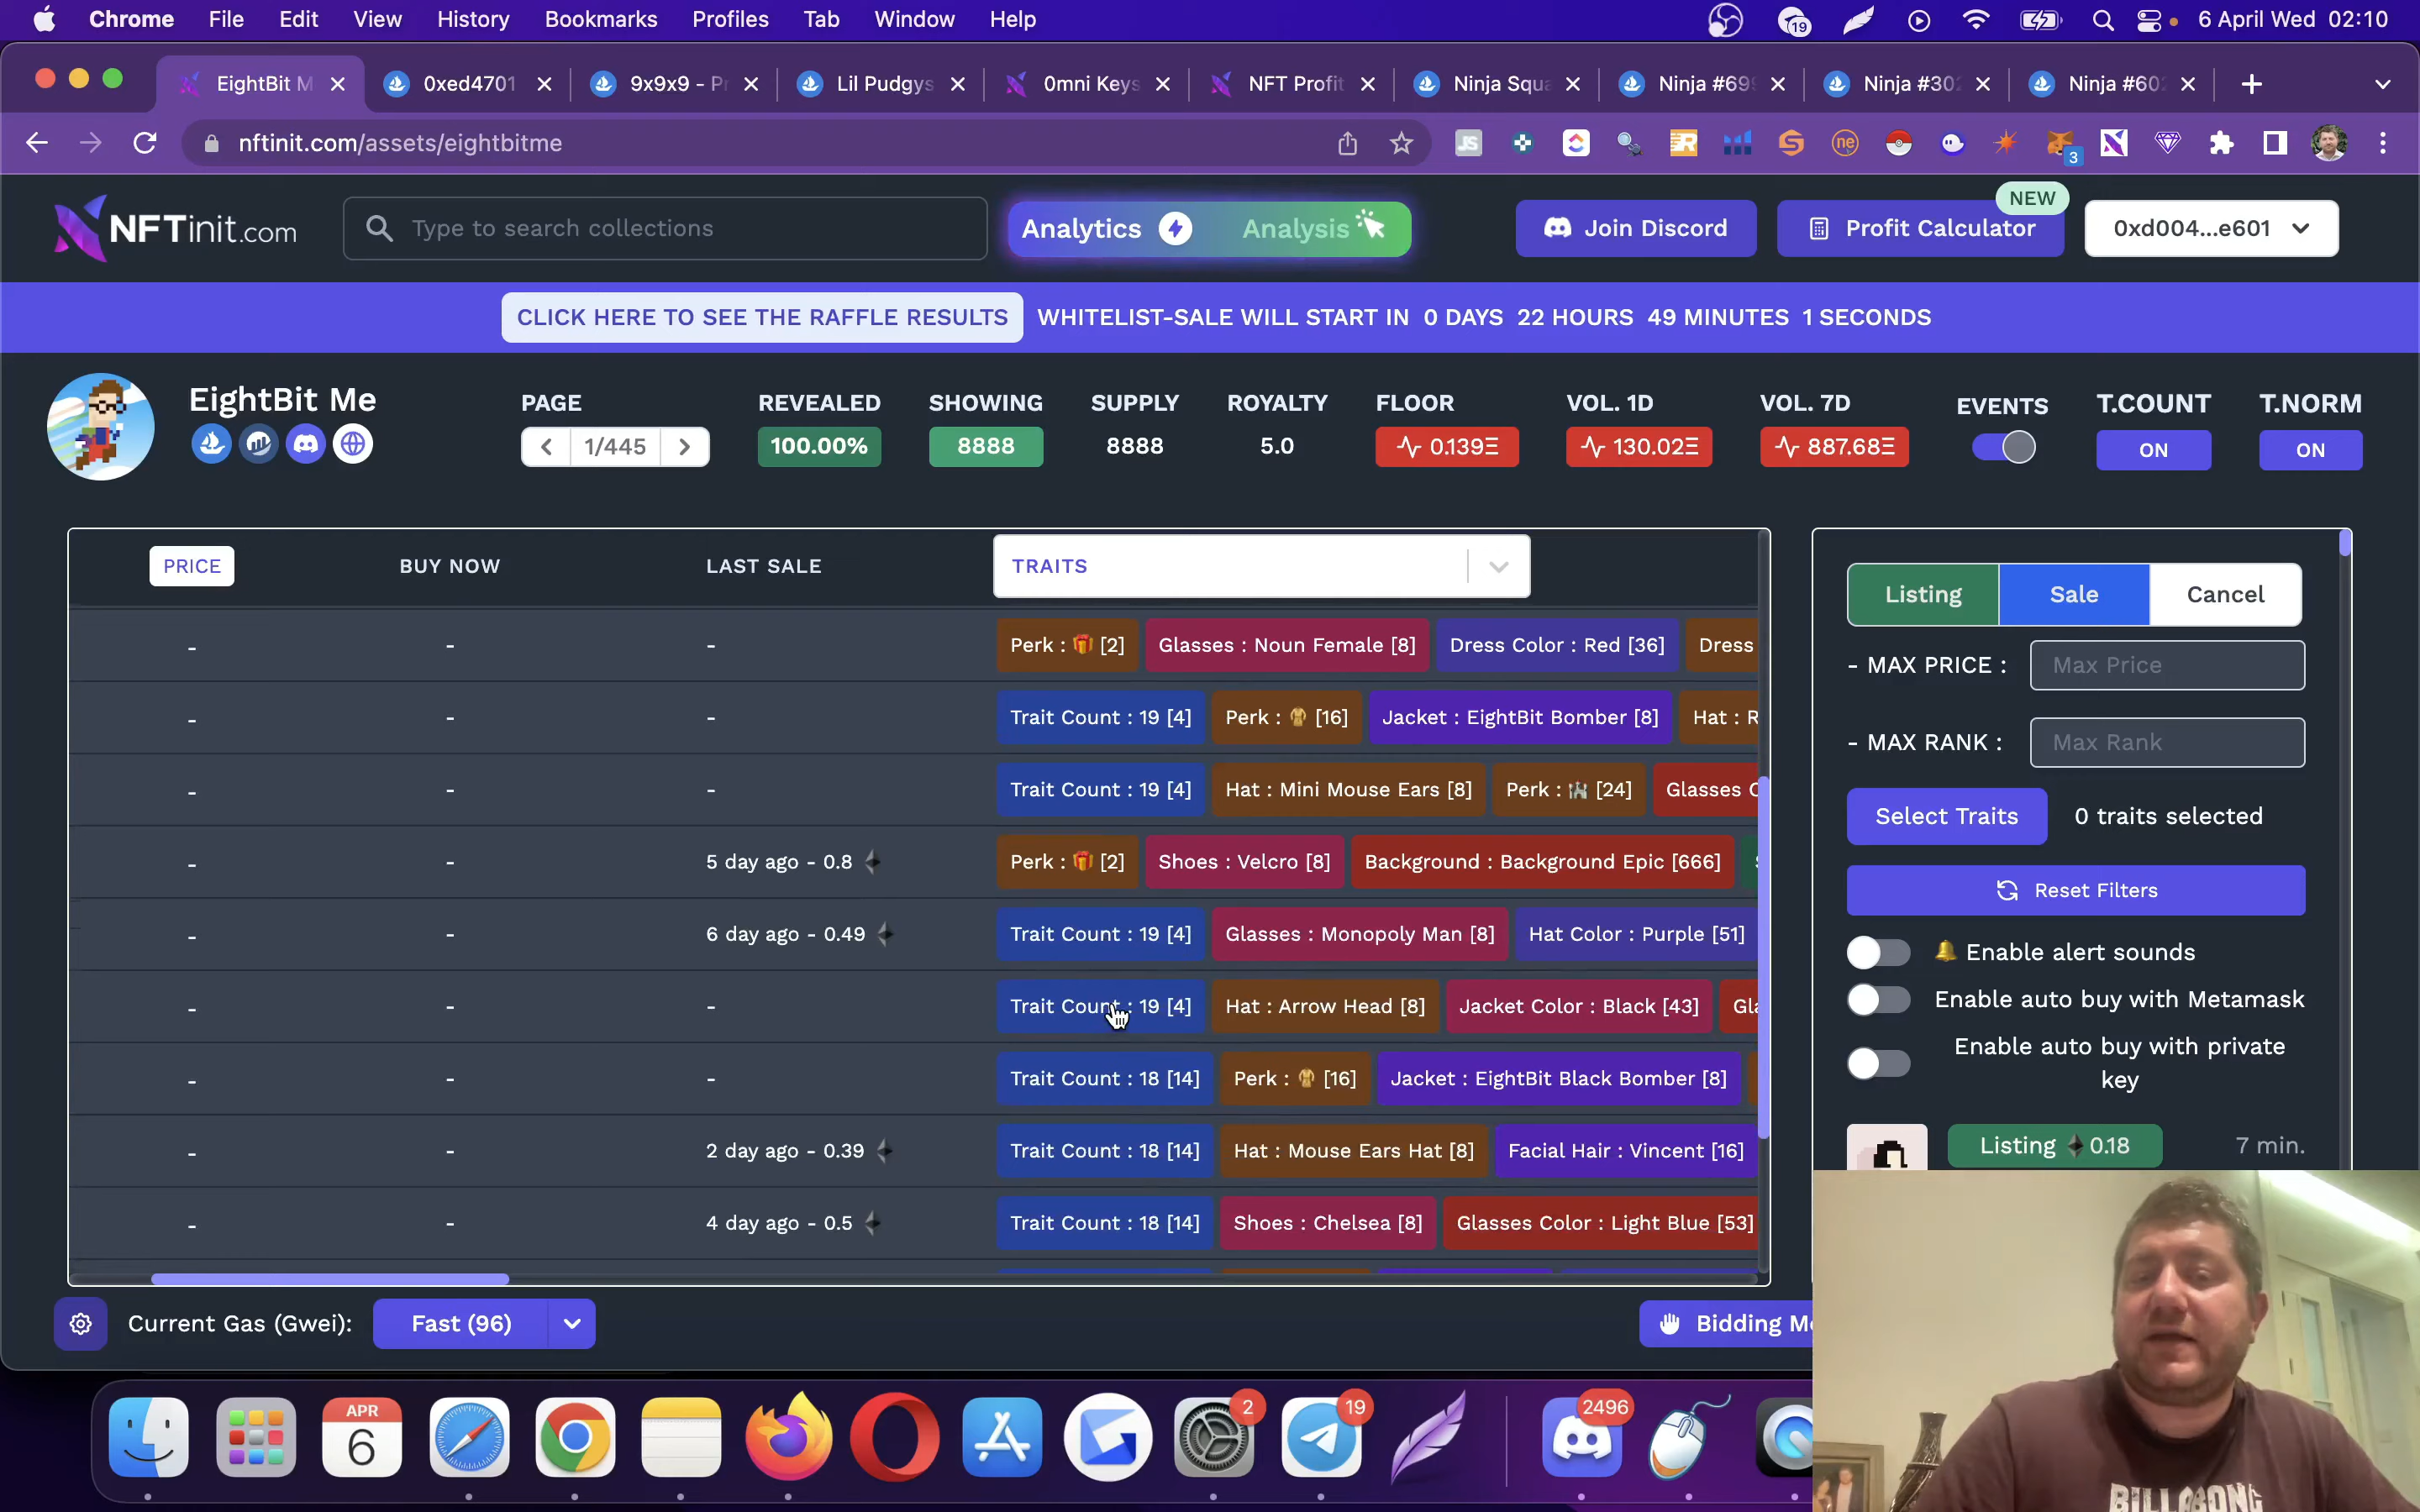 Chrome File Edit View History Bookmarks Profiles Tab Window Help 19 6 April Wed 02:10
EightBit M 0xed4701 9x9x9 - Pr Lil Pudgys 0mni Keys NFT Profit Ninja Squa Ninja #699 Ninja #302 Ninja #602
nftinit.com/assets/eightbitme JS R ne 3
NEW
NFTinit.com Type to search collections Analytics Analysis Join Discord Profit Calculator 0xd004...e601
CLICK HERE TO SEE THE RAFFLE RESULTS WHITELIST-SALE WILL START IN 0 DAYS 22 HOURS 49 MINUTES 1 SECONDS
EightBit Me PAGE REVEALED SHOWING SUPPLY ROYALTY FLOOR VOL. 1D VOL. 7D EVENTS T.COUNT T.NORM
1/445 100.00% 8888 8888 5.0 0.139Ξ 130.02Ξ 887.68Ξ ON ON
PRICE BUY NOW LAST SALE TRAITS
- - - Perk : 🎁 [2] Glasses : Noun Female [8] Dress Color : Red [36] Dress
- - - Trait Count : 19 [4] Perk : 🧥 [16] Jacket : EightBit Bomber [8] Hat : R
- - - Trait Count : 19 [4] Hat : Mini Mouse Ears [8] Perk : 🏰 [24] Glasses C
- - 5 day ago - 0.8 Perk : 🎁 [2] Shoes : Velcro [8] Background : Background Epic [666]
- - 6 day ago - 0.49 Trait Count : 19 [4] Glasses : Monopoly Man [8] Hat Color : Purple [51]
- - - Trait Count : 19 [4] Hat : Arrow Head [8] Jacket Color : Black [43] Gla
- - - Trait Count : 18 [14] Perk : 🧥 [16] Jacket : EightBit Black Bomber [8]
- - 2 day ago - 0.39 Trait Count : 18 [14] Hat : Mouse Ears Hat [8] Facial Hair : Vincent [16]
- - 4 day ago - 0.5 Trait Count : 18 [14] Shoes : Chelsea [8] Glasses Color : Light Blue [53]
Listing Sale Cancel
- MAX PRICE : Max Price
- MAX RANK : Max Rank
Select Traits 0 traits selected
Reset Filters
🔔 Enable alert sounds
Enable auto buy with Metamask
Enable auto buy with private
key
Listing 0.18 7 min.
Current Gas (Gwei): Fast (96) Bidding Mo
APR
6
2 19 2496
BILLABONG